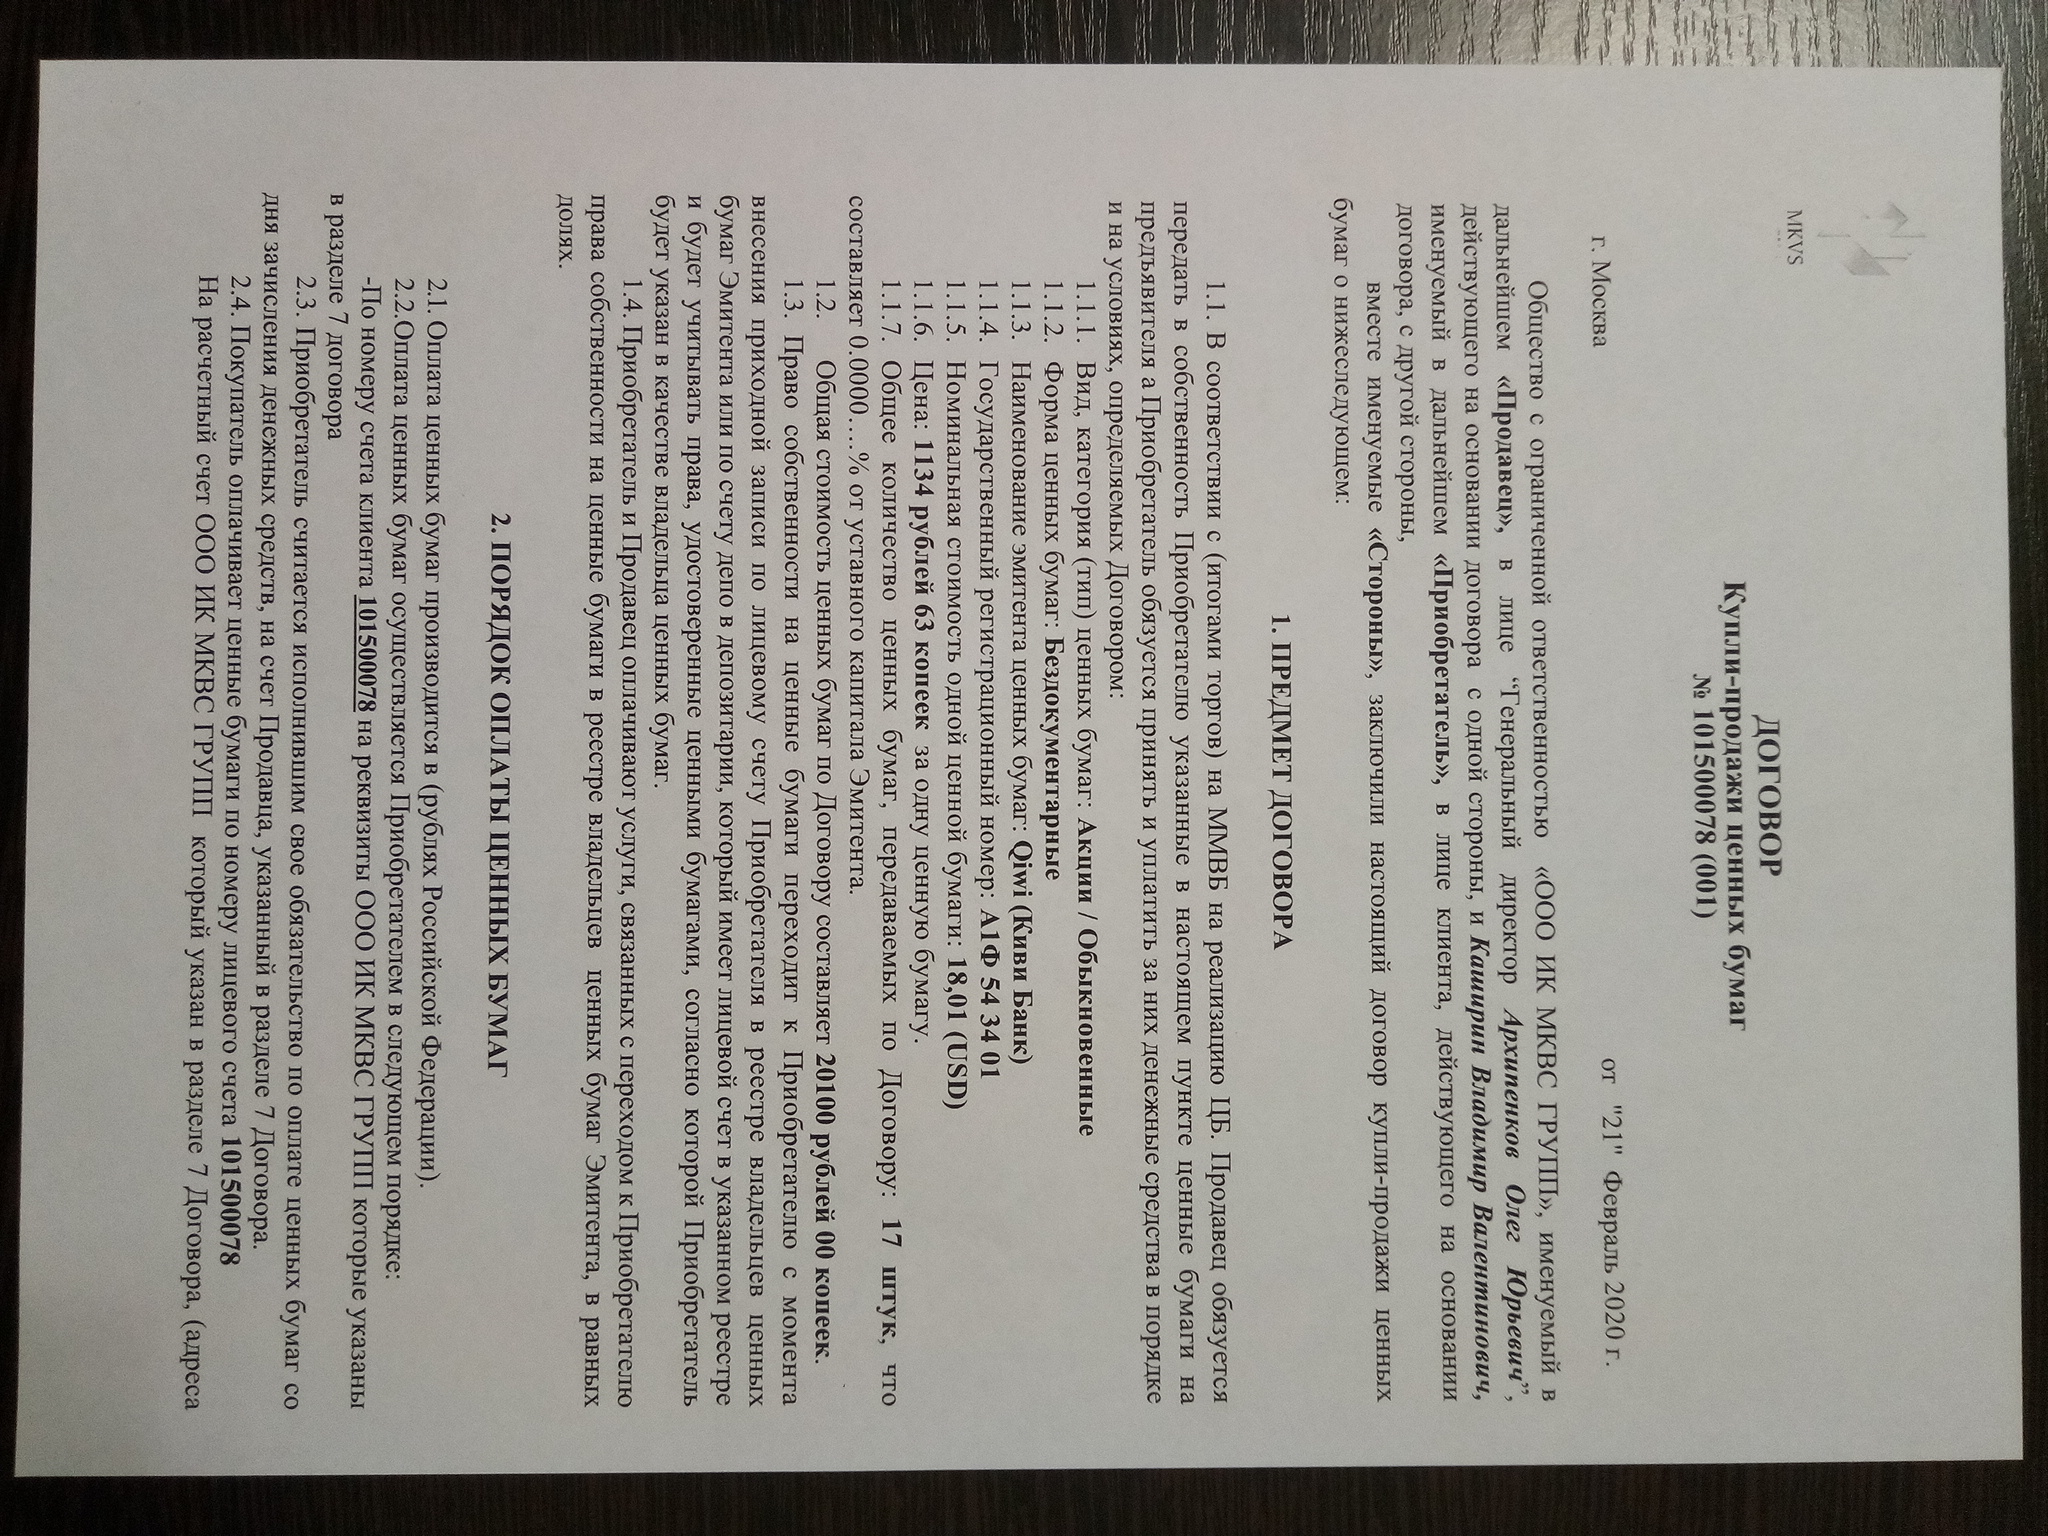 MKVS
ДОГОВОР
Купли-продажи ценных бумаг
№ 101500078 (001)
г. Москва от "21" Февраль 2020 г.
Общество с ограниченной ответственностью «ООО ИК МКВС ГРУПП», именуемый в
дальнейшем «Продавец», в лице “Генеральный директор Архипенков Олег Юрьевич”,
действующего на основании договора с одной стороны, и Каширин Владимир Валентинович,
именуемый в дальнейшем «Приобретатель», в лице клиента, действующего на основании
договора, с другой стороны,
вместе именуемые «Стороны», заключили настоящий договор купли-продажи ценных
бумаг о нижеследующем:
1. ПРЕДМЕТ ДОГОВОРА
1.1. В соответствии с (итогами торгов) на ММВБ на реализацию ЦБ. Продавец обязуется
передать в собственность Приобретателю указанные в настоящем пункте ценные бумаги на
предъявителя а Приобретатель обязуется принять и уплатить за них денежные средства в порядке
и на условиях, определяемых Договором:
1.1.1. Вид, категория (тип) ценных бумаг: Акции / Обыкновенные
1.1.2. Форма ценных бумаг: Бездокументарные
1.1.3. Наименование эмитента ценных бумаг: Qiwi (Киви Банк)
1.1.4. Государственный регистрационный номер: А1Ф 54 34 01
1.1.5. Номинальная стоимость одной ценной бумаги: 18,01 (USD)
1.1.6. Цена: 1134 рублей 63 копеек за одну ценную бумагу.
1.1.7. Общее количество ценных бумаг, передаваемых по Договору: 17 штук, что
составляет 0.0000….% от уставного капитала Эмитента.
1.2. Общая стоимость ценных бумаг по Договору составляет 20100 рублей 00 копеек.
1.3. Право собственности на ценные бумаги переходит к Приобретателю с момента
внесения приходной записи по лицевому счету Приобретателя в реестре владельцев ценных
бумаг Эмитента или по счету депо в депозитарии, который имеет лицевой счет в указанном реестре
и будет учитывать права, удостоверенные ценными бумагами, согласно которой Приобретатель
будет указан в качестве владельца ценных бумаг.
1.4. Приобретатель и Продавец оплачивают услуги, связанных с переходом к Приобретателю
права собственности на ценные бумаги в реестре владельцев ценных бумаг Эмитента, в равных
долях.
2. ПОРЯДОК ОПЛАТЫ ЦЕННЫХ БУМАГ
2.1. Оплата ценных бумаг производится в (рублях Российской Федерации).
2.2.Оплата ценных бумаг осуществляется Приобретателем в следующем порядке:
-По номеру счета клиента 101500078 на реквизиты ООО ИК МКВС ГРУПП которые указаны
в разделе 7 договора
2.3. Приобретатель считается исполнившим свое обязательство по оплате ценных бумаг со
дня зачисления денежных средств, на счет Продавца, указанный в разделе 7 Договора.
2.4. Покупатель оплачивает ценные бумаги по номеру лицевого счета 101500078
На расчетный счет ООО ИК МКВС ГРУПП который указан в разделе 7 Договора, (адреса